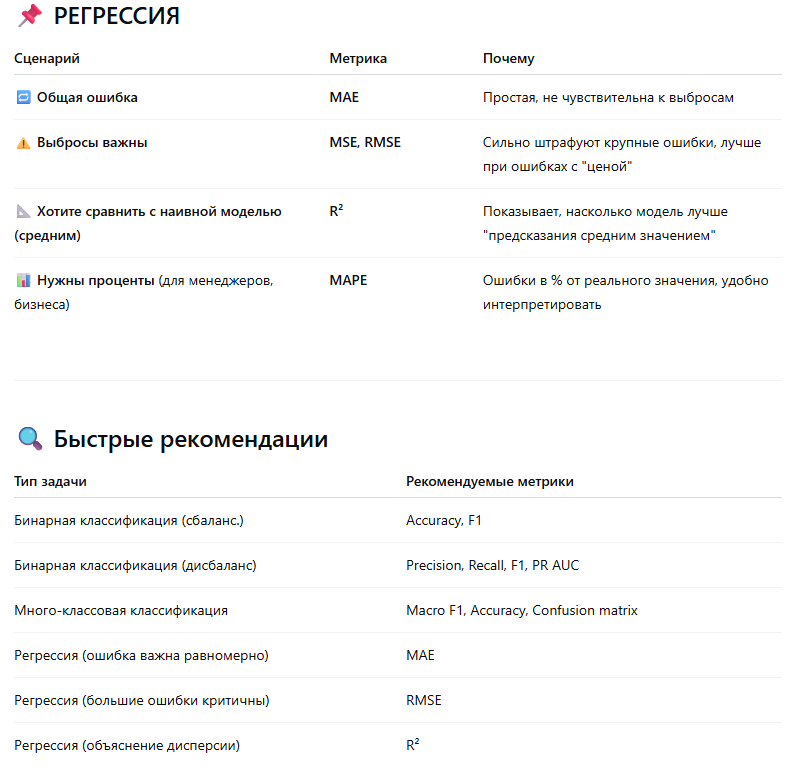 📌 РЕГРЕССИЯ
Сценарий Метрика Почему
🔁 Общая ошибка MAE Простая, не чувствительна к выбросам
⚠️ Выбросы важны MSE, RMSE Сильно штрафуют крупные ошибки, лучше
при ошибках с "ценой"
📐 Хотите сравнить с наивной моделью R² Показывает, насколько модель лучше
(средним) "предсказания средним значением"
📊 Нужны проценты (для менеджеров, MAPE Ошибки в % от реального значения, удобно
бизнеса) интерпретировать
🔍 Быстрые рекомендации
Тип задачи Рекомендуемые метрики
Бинарная классификация (сбаланс.) Accuracy, F1
Бинарная классификация (дисбаланс) Precision, Recall, F1, PR AUC
Много-классовая классификация Macro F1, Accuracy, Confusion matrix
Регрессия (ошибка важна равномерно) MAE
Регрессия (большие ошибки критичны) RMSE
Регрессия (объяснение дисперсии) R²